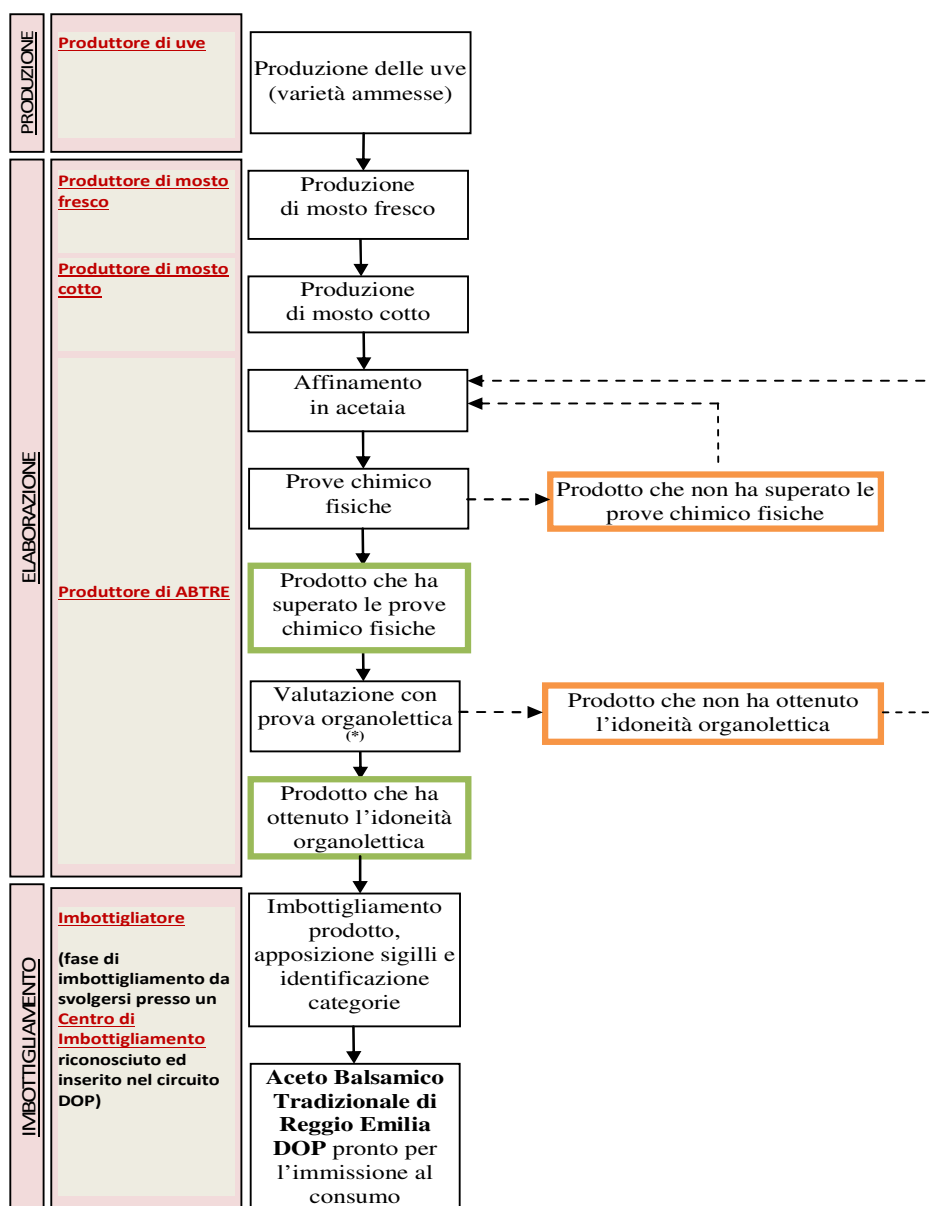 PRODUZIONE
Produttore di uve
Produzione delle uve
(varietà ammesse)
ELABORAZIONE
Produttore di mosto
fresco
Produzione
di mosto fresco
Produttore di mosto
cotto
Produzione
di mosto cotto
Affinamento
in acetaia
Prove chimico
fisiche
Prodotto che non ha superato le
prove chimico fisiche
Produttore di ABTRE
Prodotto che ha
superato le prove
chimico fisiche
Valutazione con
prova organolettica
(*)
Prodotto che non ha ottenuto
l’idoneità organolettica
Prodotto che ha
ottenuto l’idoneità
organolettica
IMBOTTIGLIAMENTO
Imbottigliatore
(fase di
imbottigliamento da
svolgersi presso un
Centro di
Imbottigliamento
riconosciuto ed
inserito nel circuito
DOP)
Imbottigliamento
prodotto,
apposizione sigilli e
identificazione
categorie
Aceto Balsamico
Tradizionale di
Reggio Emilia
DOP pronto per
l’immissione al
consumo